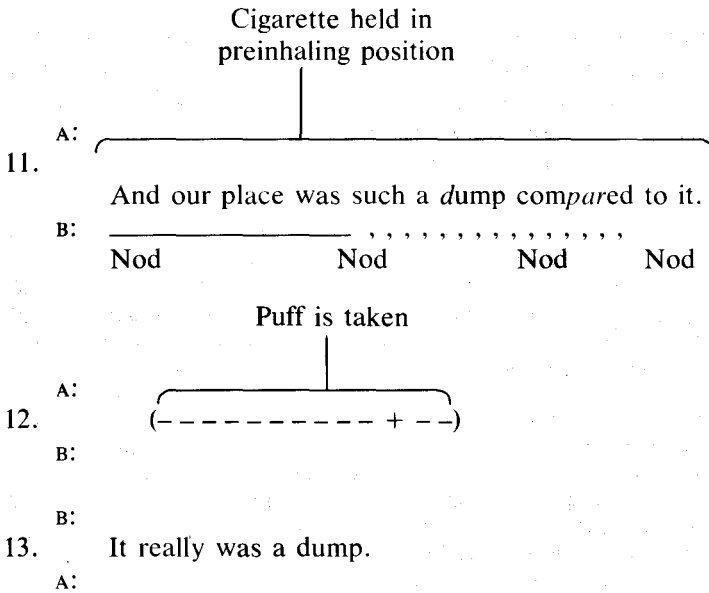 Cigarette held in
preinhaling position
A:
11.
And our place was such a dump compared to it.
B: , , , , , , , , , , , , , , ,
Nod Nod Nod Nod
Puff is taken
A:
12. (– – – – – – – – – – – + – –)
B:
B:
13. It really was a dump.
A: